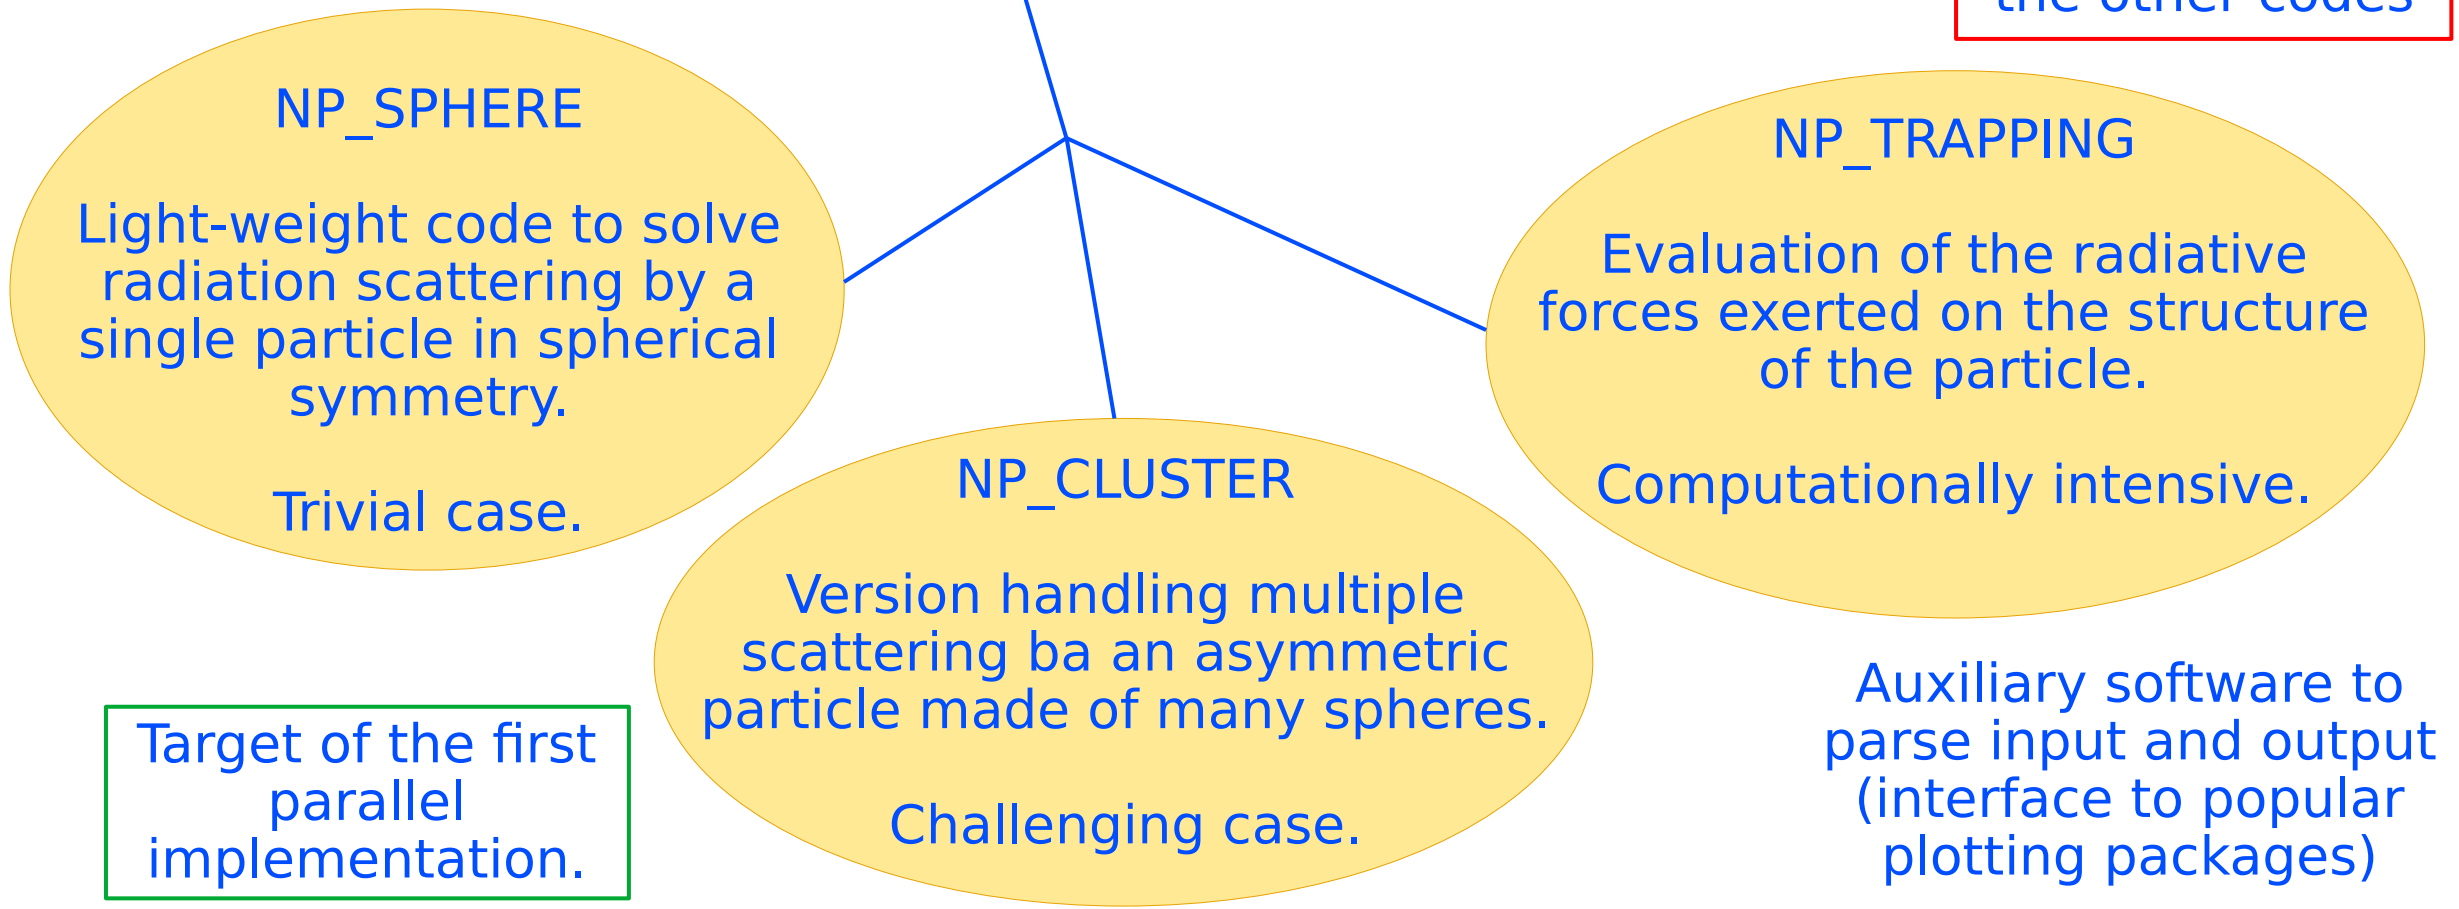 the other codes
NP_SPHERE
Light-weight code to solve
radiation scattering by a
single particle in spherical
symmetry.
Trivial case.
NP_TRAPPING
Evaluation of the radiative
forces exerted on the structure
of the particle.
Computationally intensive.
NP_CLUSTER
Version handling multiple
scattering ba an asymmetric
particle made of many spheres.
Challenging case.
Target of the first
parallel
implementation.
Auxiliary software to
parse input and output
(interface to popular
plotting packages)